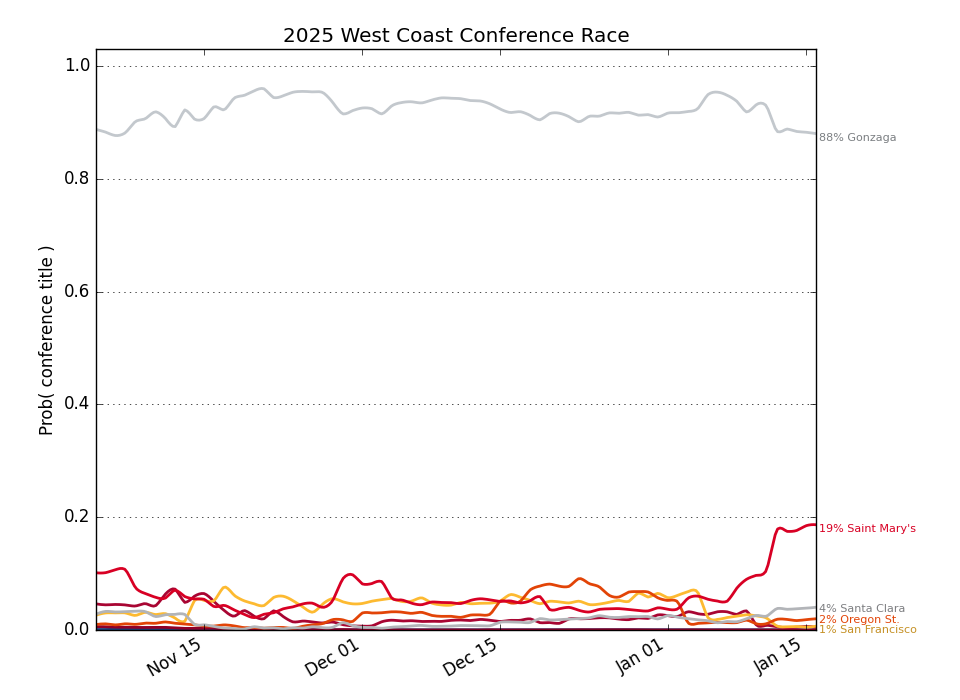 2025 West Coast Conference Race
Prob( conference title )
1.0
0.8
0.6
0.4
0.2
0.0
88% Gonzaga
19% Saint Mary's
4% Santa Clara
2% Oregon St.
1% San Francisco
Nov 15
Dec 01
Dec 15
Jan 01
Jan 15